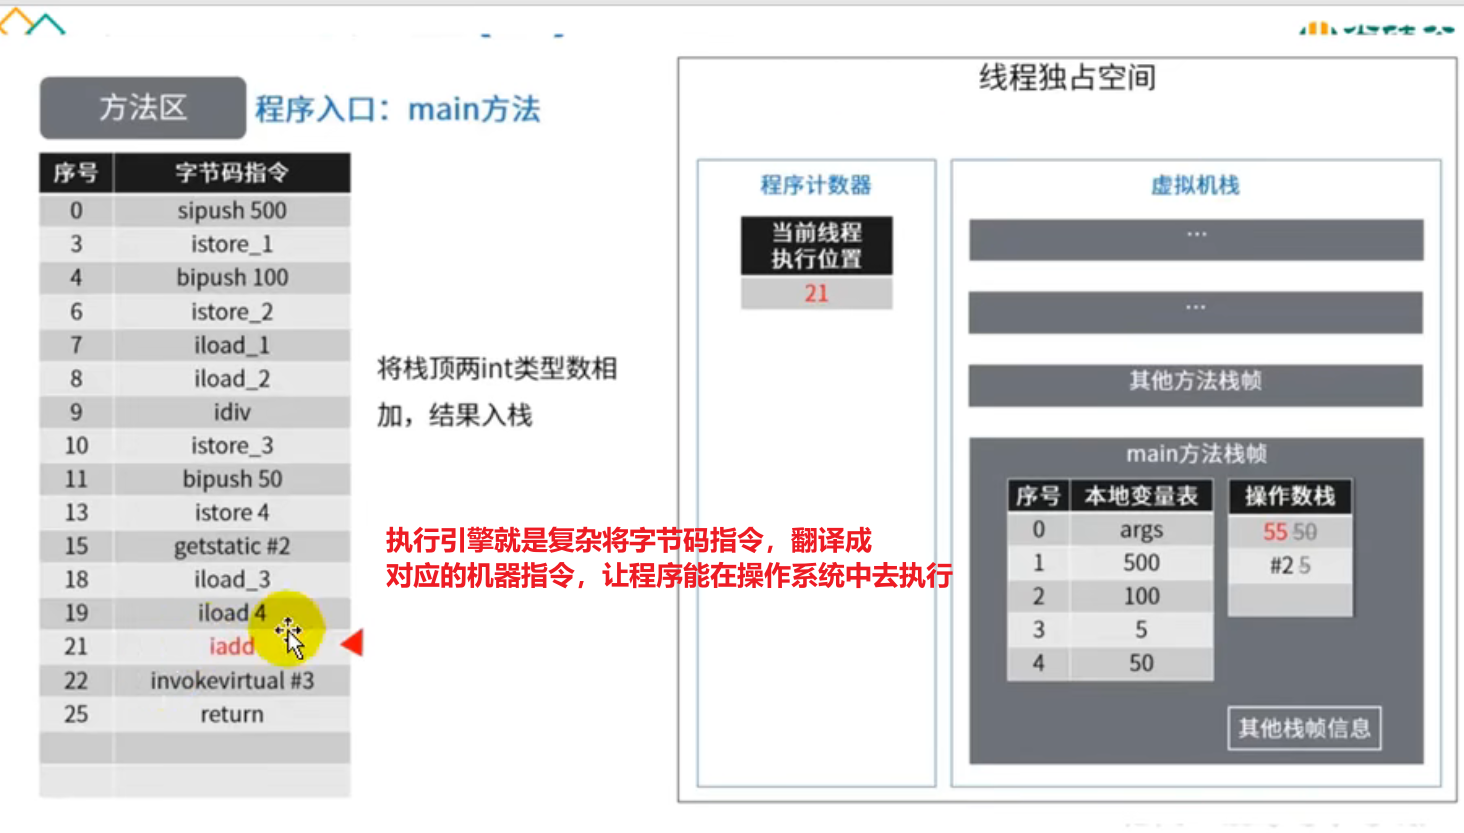 方法区 程序入口：main方法
序号 字节码指令
0 sipush 500
3 istore_1
4 bipush 100
6 istore_2
7 iload_1
8 iload_2
9 idiv
10 istore_3
11 bipush 50
13 istore 4
15 getstatic #2
18 iload_3
19 iload 4
21 iadd
22 invokevirtual #3
25 return
将栈顶两int类型数相
加，结果入栈
执行引擎就是复杂将字节码指令，翻译成
对应的机器指令，让程序能在操作系统中去执行
线程独占空间
程序计数器
当前线程
执行位置
21
虚拟机栈
...
...
其他方法栈帧
main方法栈帧
序号 本地变量表
0 args
1 500
2 100
3 5
4 50
操作数栈
55 50
#2 5
其他栈帧信息